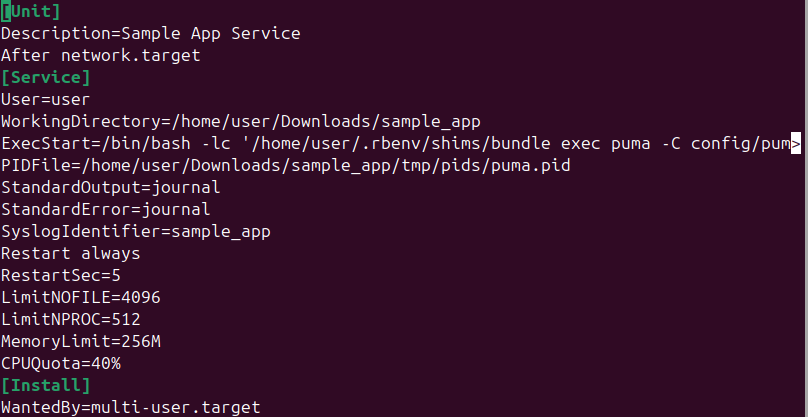 [Unit]
Description=Sample App Service
After network.target
[Service]
User=user
WorkingDirectory=/home/user/Downloads/sample_app
ExecStart=/bin/bash -lc '/home/user/.rbenv/shims/bundle exec puma -C config/pum>
PIDFile=/home/user/Downloads/sample_app/tmp/pids/puma.pid
StandardOutput=journal
StandardError=journal
SyslogIdentifier=sample_app
Restart always
RestartSec=5
LimitNOFILE=4096
LimitNPROC=512
MemoryLimit=256M
CPUQuota=40%
[Install]
WantedBy=multi-user.target